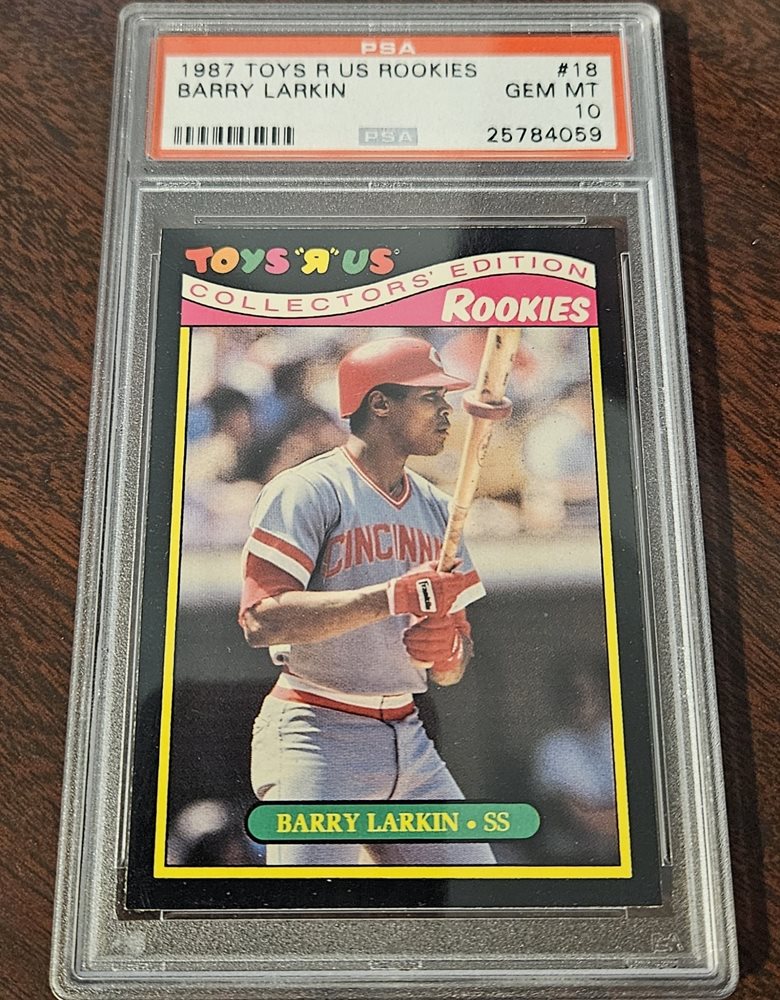 PSA
1987 TOYS R US ROOKIES #18
BARRY LARKIN GEM MT
10
PSA 25784059
TOYS "R" US
COLLECTORS' EDITION
ROOKIES
C
CINCINN
Franklin
BARRY LARKIN • SS